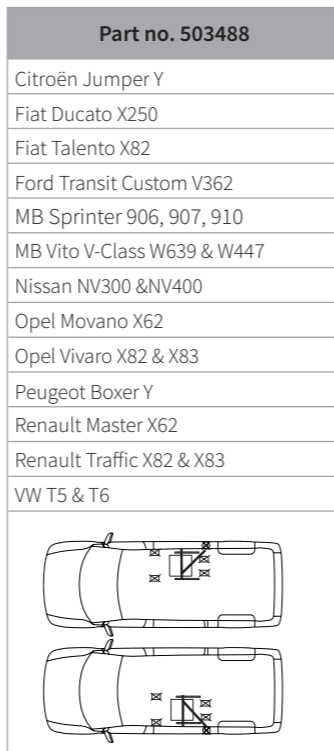 Part no. 503488
Citroën Jumper Y
Fiat Ducato X250
Fiat Talento X82
Ford Transit Custom V362
MB Sprinter 906, 907, 910
MB Vito V-Class W639 & W447
Nissan NV300 &NV400
Opel Movano X62
Opel Vivaro X82 & X83
Peugeot Boxer Y
Renault Master X62
Renault Traffic X82 & X83
VW T5 & T6